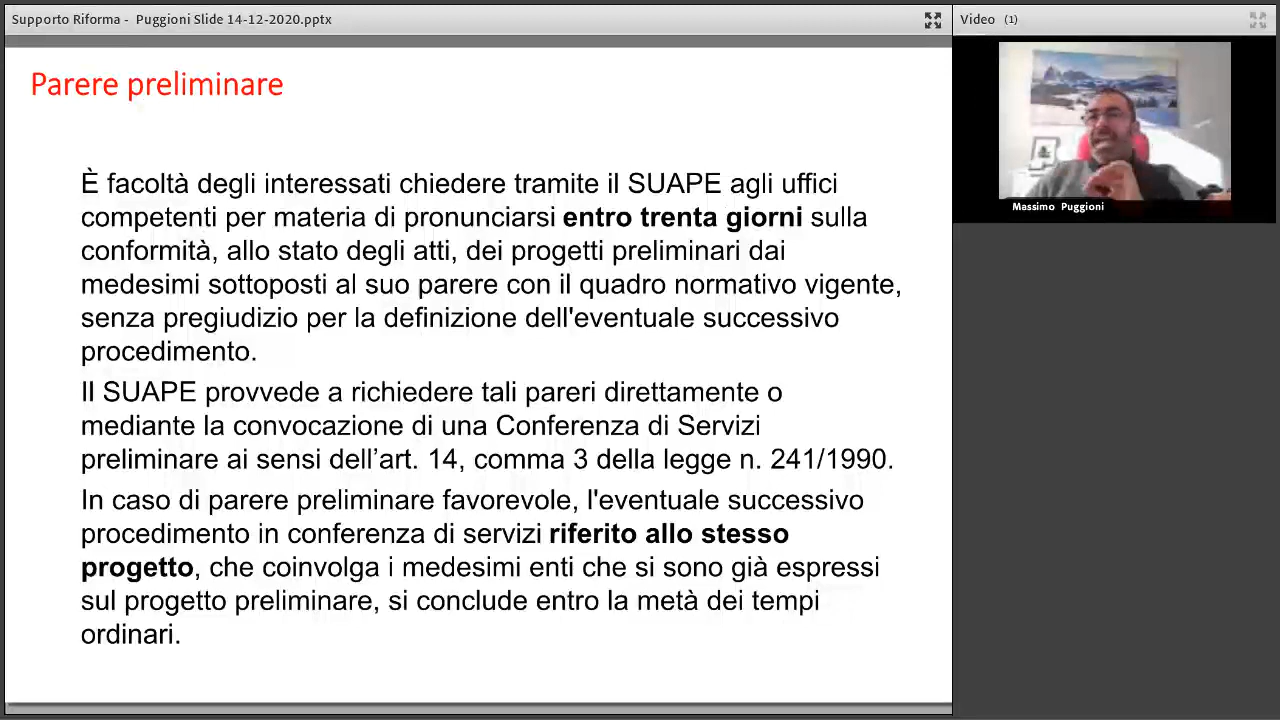 Supporto Riforma - Puggioni Slide 14-12-2020.pptx
Video (1)
Parere preliminare
È facoltà degli interessati chiedere tramite il SUAPE agli uffici
competenti per materia di pronunciarsi entro trenta giorni sulla
conformità, allo stato degli atti, dei progetti preliminari dai
medesimi sottoposti al suo parere con il quadro normativo vigente,
senza pregiudizio per la definizione dell'eventuale successivo
procedimento.
Il SUAPE provvede a richiedere tali pareri direttamente o
mediante la convocazione di una Conferenza di Servizi
preliminare ai sensi dell’art. 14, comma 3 della legge n. 241/1990.
In caso di parere preliminare favorevole, l'eventuale successivo
procedimento in conferenza di servizi riferito allo stesso
progetto, che coinvolga i medesimi enti che si sono già espressi
sul progetto preliminare, si conclude entro la metà dei tempi
ordinari.
Massimo Puggioni